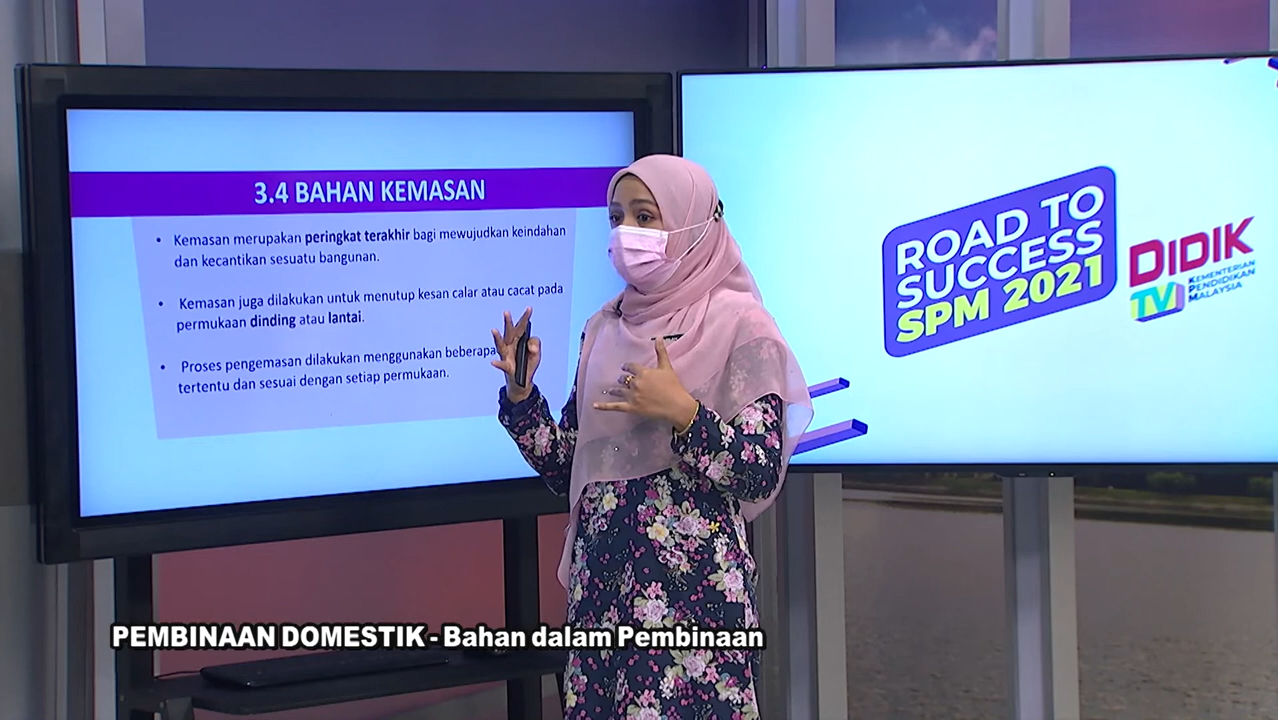 3.4 BAHAN KEMASAN
• Kemasan merupakan peringkat terakhir bagi mewujudkan keindahan
dan kecantikan sesuatu bangunan.
• Kemasan juga dilakukan untuk menutup kesan calar atau cacat pada
permukaan dinding atau lantai.
• Proses pengemasan dilakukan menggunakan beberapa
tertentu dan sesuai dengan setiap permukaan.
ROAD TO
SUCCESS
SPM 2021
DIDIK
TV
KEMENTERIAN
PENDIDIKAN
MALAYSIA
PEMBINAAN DOMESTIK - Bahan dalam Pembinaan